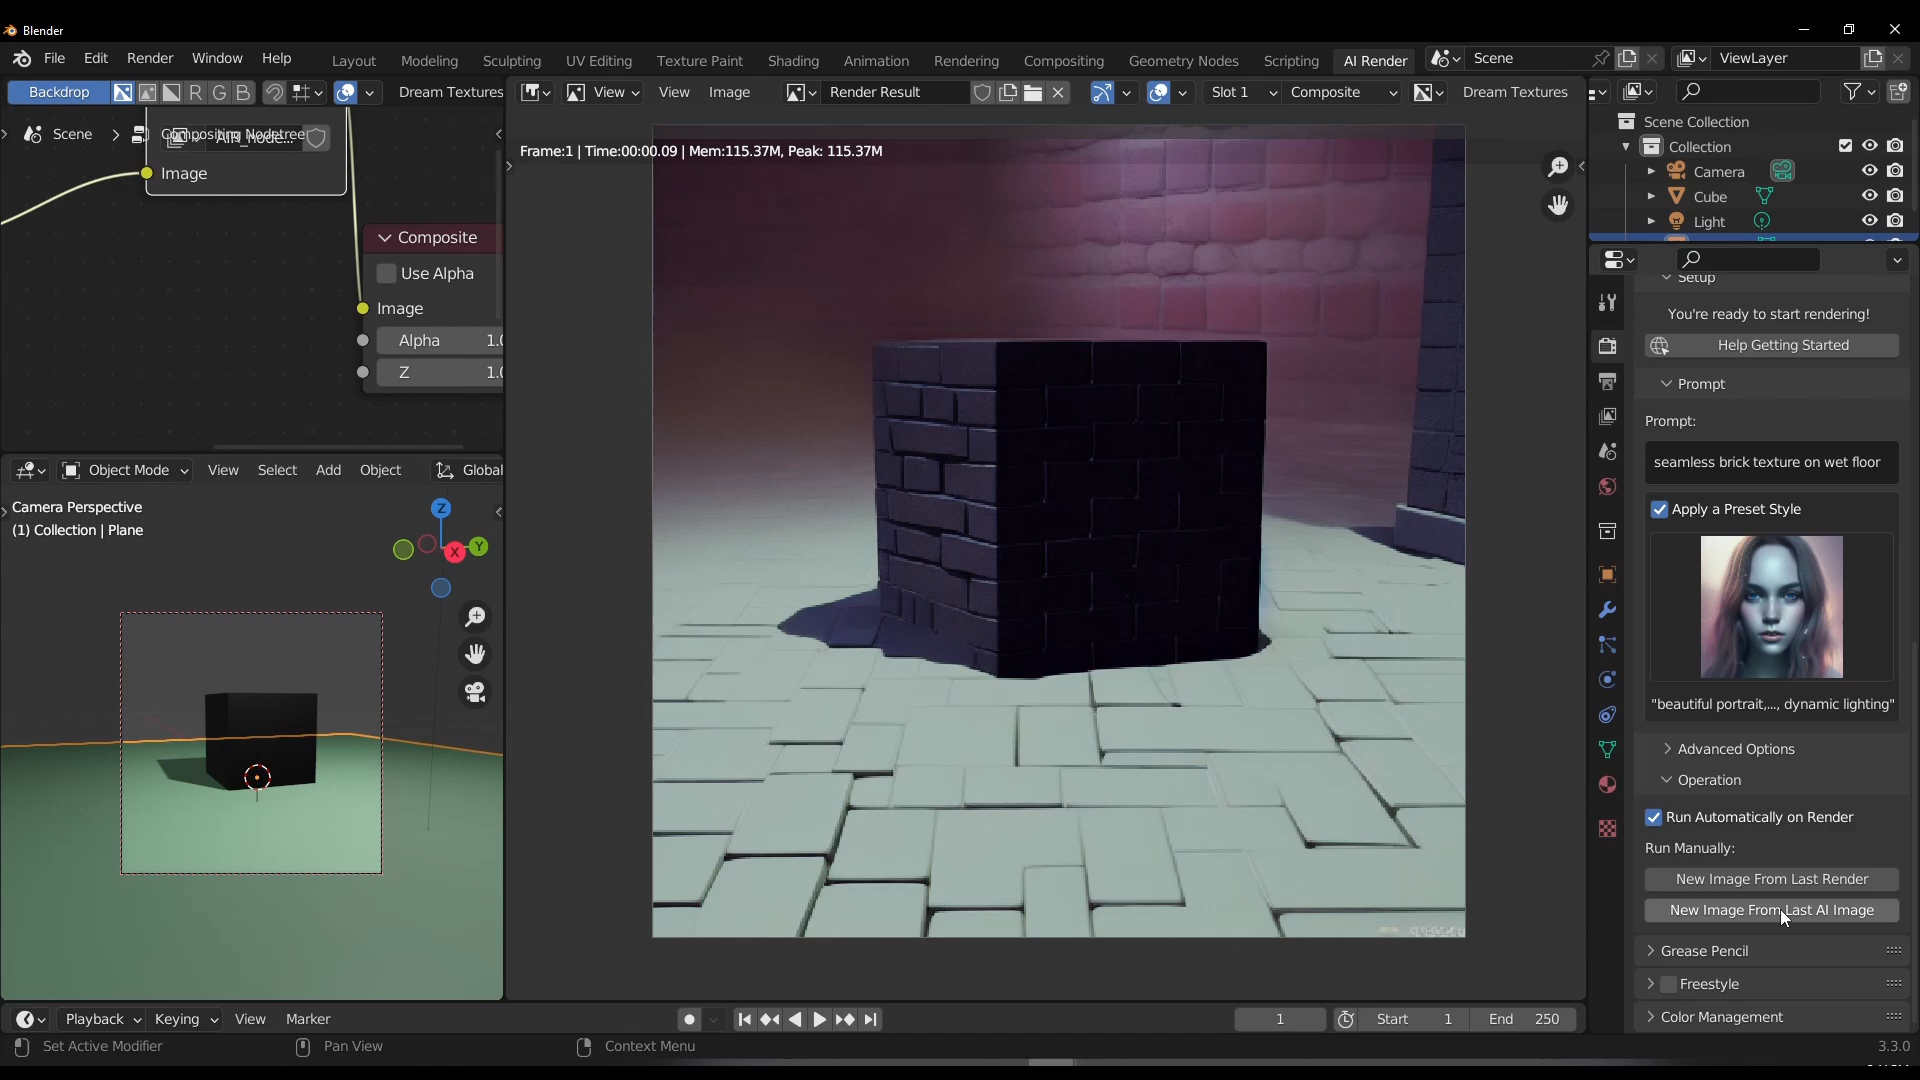 Blender
File Edit Render Window Help Layout Modeling Sculpting UV Editing Texture Paint Shading Animation Rendering Compositing Geometry Nodes Scripting AI Render Scene ViewLayer
Backdrop R G B Dream Textures
View View Image Render Result Slot 1 Composite Dream Textures
Scene Compositing Nodetree
Image
Composite
Use Alpha
Image
Alpha 1.0
Z 1.0
Frame:1 | Time:00:00.09 | Mem:115.37M, Peak: 115.37M
Object Mode View Select Add Object Global
Camera Perspective
(1) Collection | Plane
Z
X
Y
Scene Collection
Collection
Camera
Cube
Light
Setup
You're ready to start rendering!
Help Getting Started
Prompt
Prompt:
seamless brick texture on wet floor
Apply a Preset Style
"beautiful portrait,..., dynamic lighting"
Advanced Options
Operation
Run Automatically on Render
Run Manually:
New Image From Last Render
New Image From Last AI Image
Grease Pencil
Freestyle
Color Management
Playback Keying View Marker 1 Start 1 End 250
Set Active Modifier Pan View Context Menu 3.3.0